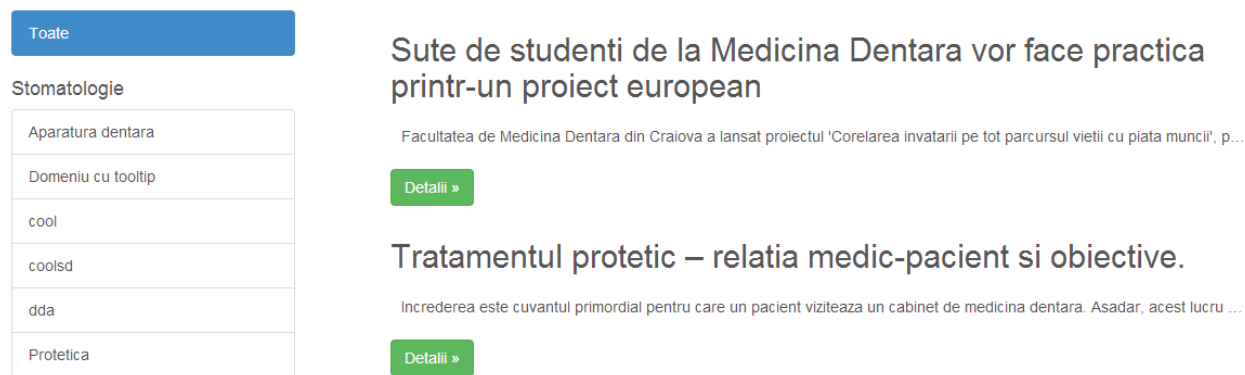 Toate
Stomatologie
Aparatura dentara
Domeniu cu tooltip
cool
coolsd
dda
Protetica
Sute de studenti de la Medicina Dentara vor face practica
printr-un proiect european
Facultatea de Medicina Dentara din Craiova a lansat proiectul 'Corelarea invatarii pe tot parcursul vietii cu piata muncii', p...
Detalii »
Tratamentul protetic – relatia medic-pacient si obiective.
Increderea este cuvantul primordial pentru care un pacient viziteaza un cabinet de medicina dentara. Asadar, acest lucru ...
Detalii »